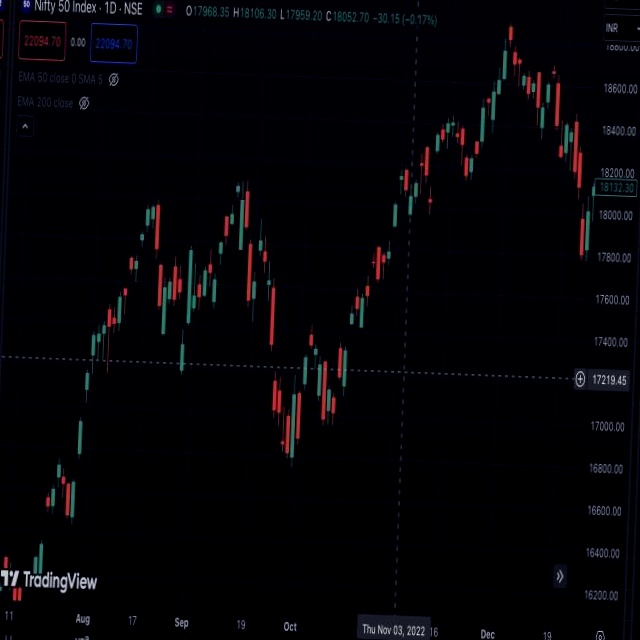 50 Nifty 50 Index · 1D · NSE O17968.35 H18106.30 L17959.20 C18052.70 −30.15 (−0.17%)
INR
22094.70 0.00 22094.70
EMA 50 close 0 SMA 5
EMA 200 close
18800.00
18600.00
18400.00
18200.00
18132.30
18000.00
17800.00
17600.00
17400.00
17219.45
17000.00
16800.00
16600.00
16400.00
16200.00
TradingView
11 Aug 17 Sep 19 Oct Thu Nov 03, 2022 16 Dec 19